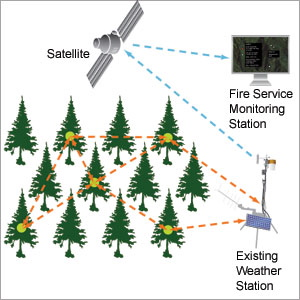 Satellite
Fire Service
Monitoring
Station
Existing
Weather
Station